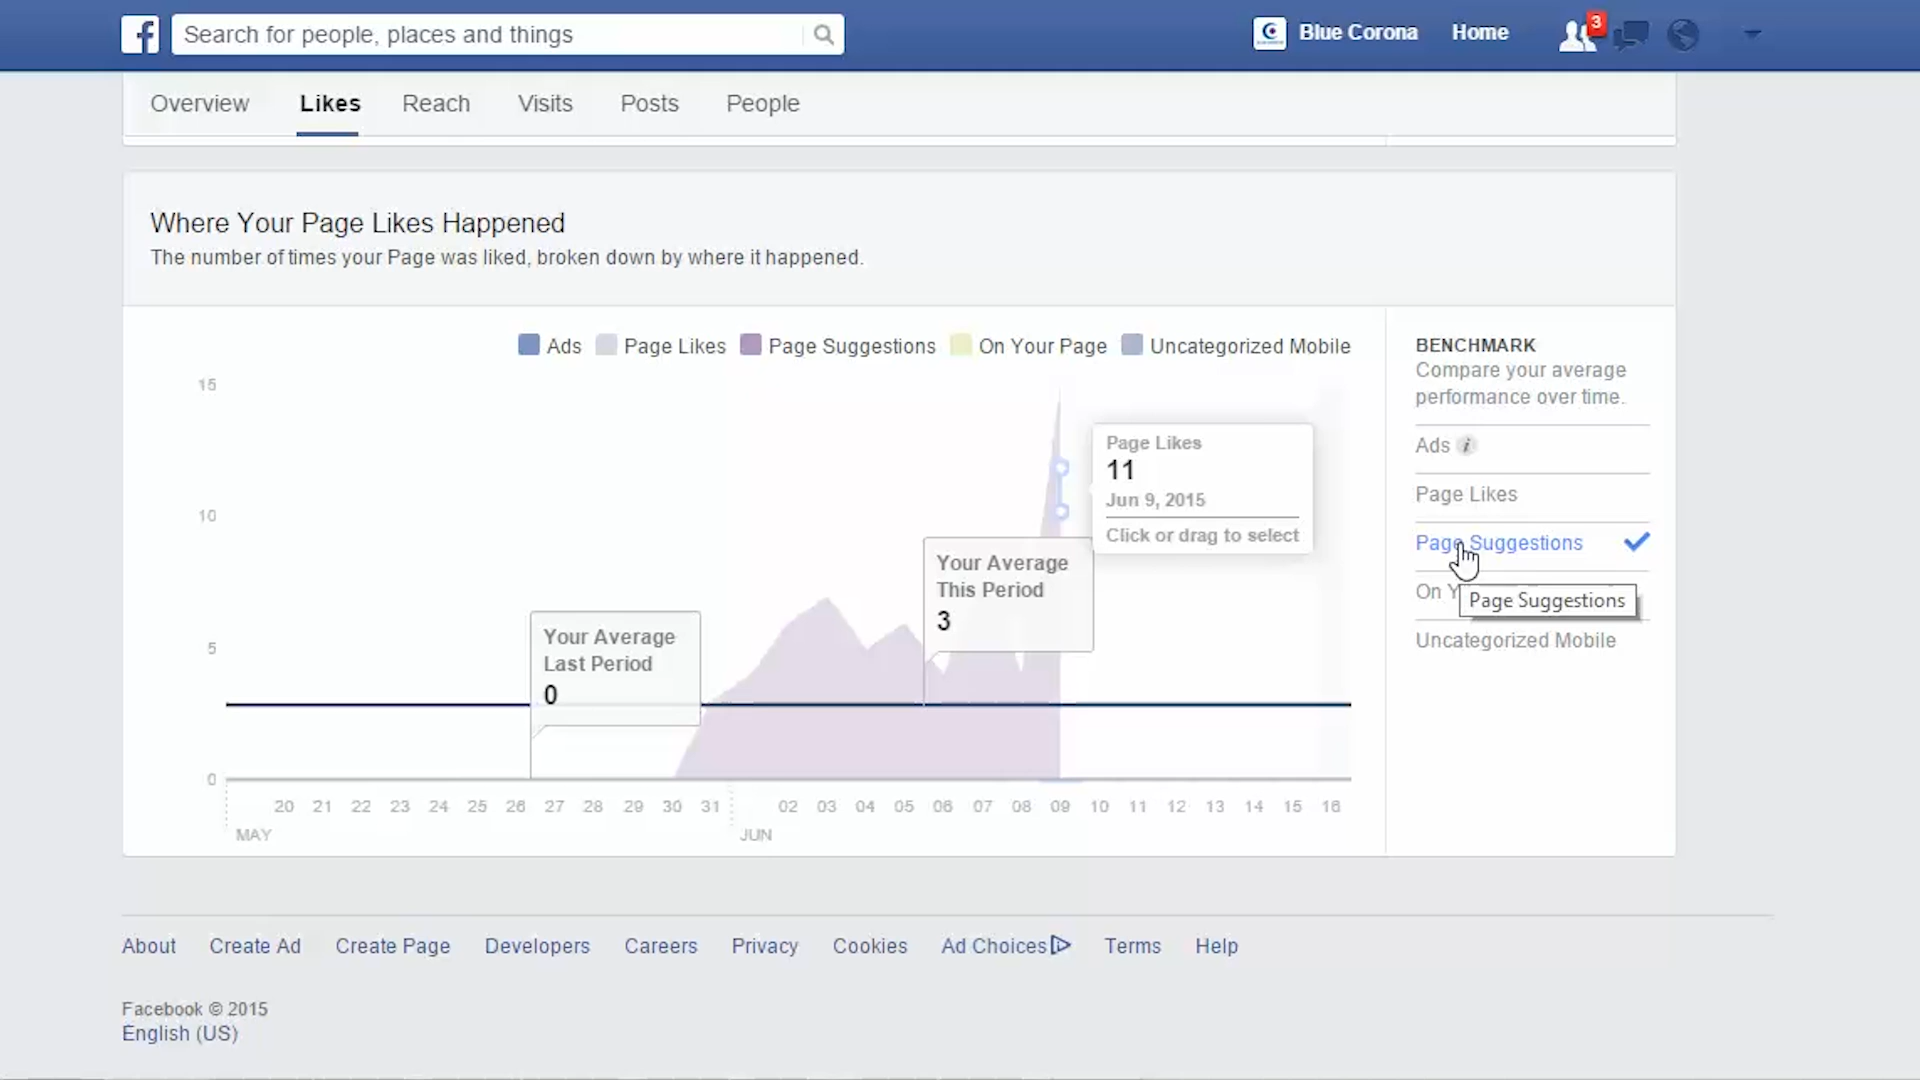 Search for people, places and things
Blue Corona
Home
3
Overview
Likes
Reach
Visits
Posts
People
Where Your Page Likes Happened
The number of times your Page was liked, broken down by where it happened.
Ads
Page Likes
Page Suggestions
On Your Page
Uncategorized Mobile
15
10
5
0
Page Likes
11
Jun 9, 2015
Click or drag to select
Your Average
This Period
3
Your Average
Last Period
0
20 21 22 23 24 25 26 27 28 29 30 31 02 03 04 05 06 07 08 09 10 11 12 13 14 15 16
MAY
JUN
BENCHMARK
Compare your average
performance over time.
Ads
Page Likes
Page Suggestions
On Y
Page Suggestions
Uncategorized Mobile
About Create Ad Create Page Developers Careers Privacy Cookies Ad Choices Terms Help
Facebook © 2015
English (US)